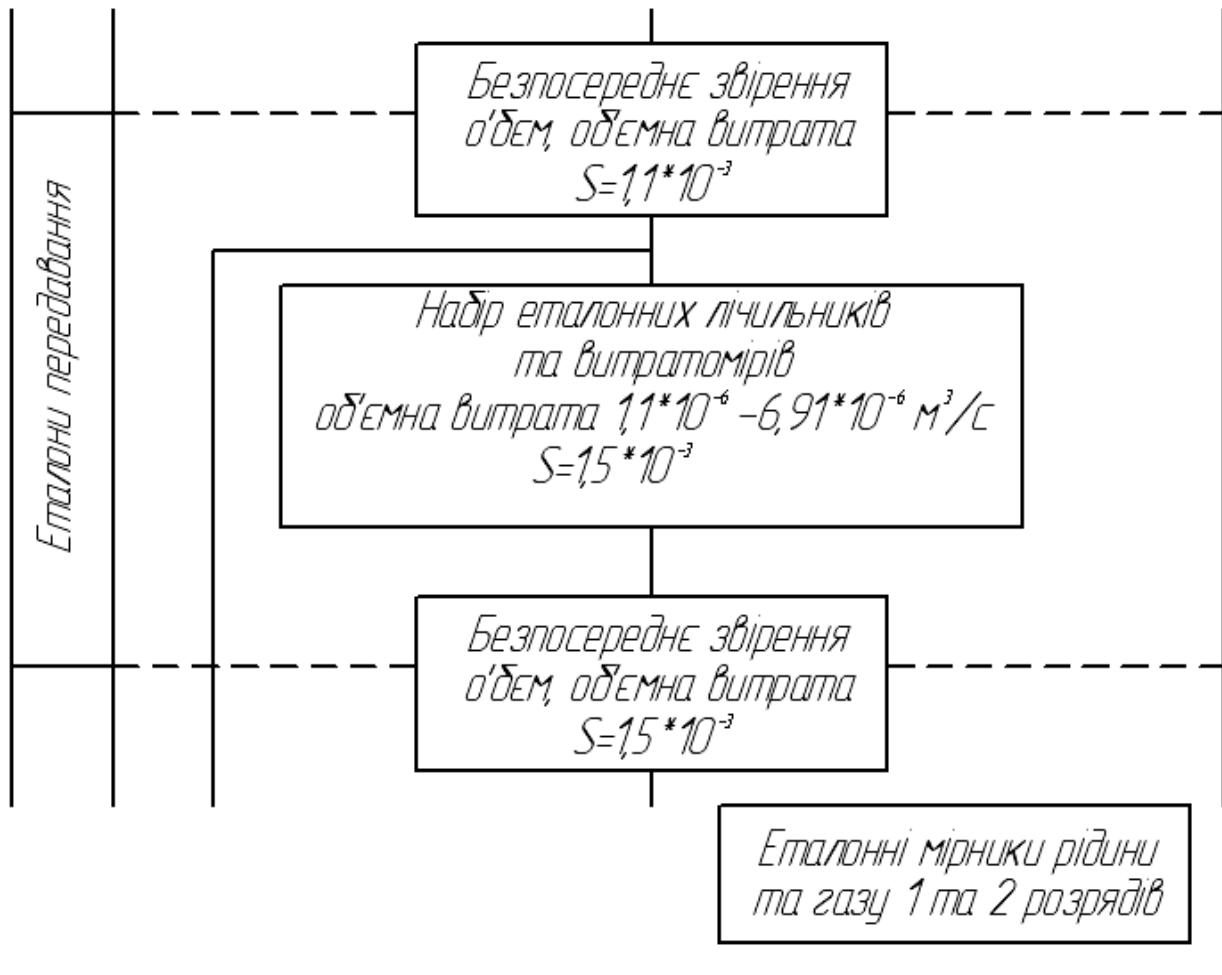 Безпосереднє звірення
о'бєм, об'ємна витрата
S=1,1*10⁻³
Еталони передавання
Набір еталонних лічильників
та витратомірів
об'ємна витрата 1,1*10⁻⁶ –6,91*10⁻⁶ м³/с
S=1,5*10⁻³
Безпосереднє звірення
о'бєм, об'ємна витрата
S=1,5*10⁻³
Еталонні мірники рідини
та газу 1 та 2 розрядів